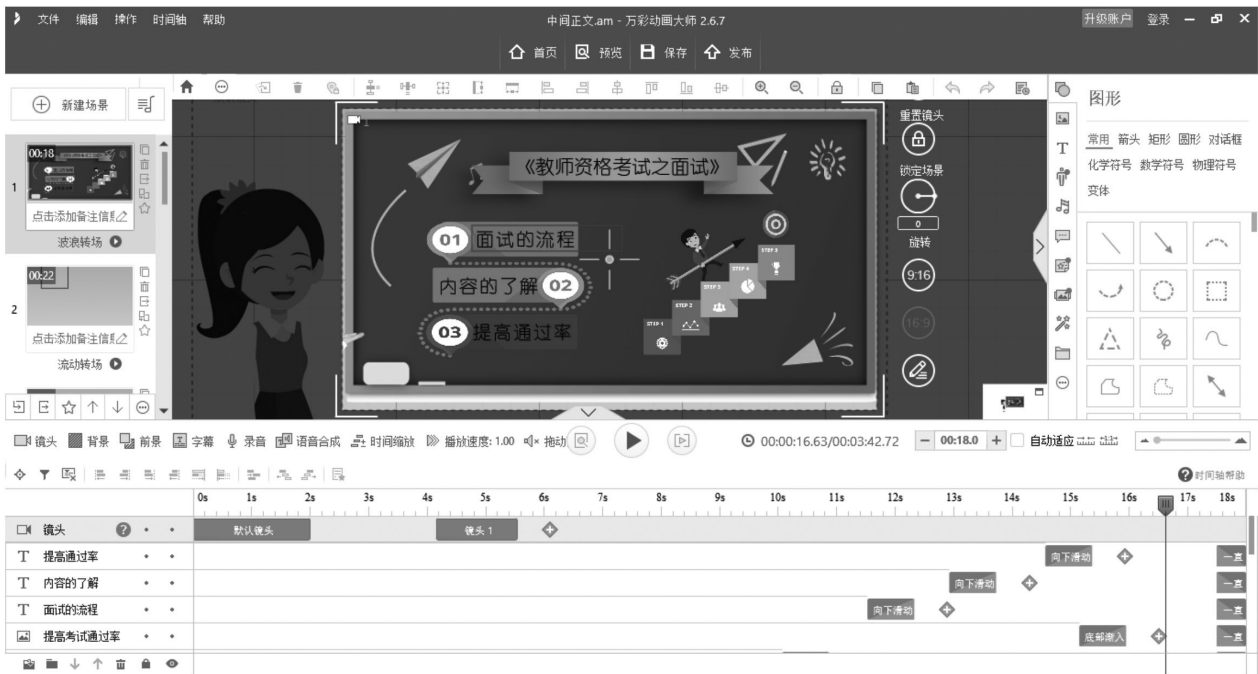 文件 编辑 操作 时间轴 帮助
中间正文.am - 万彩动画大师 2.6.7
升级账户 登录
首页 预览 保存 发布
新建场景
00:18
1
点击添加备注信息
波浪转场
00:22
2
点击添加备注信息
流动转场
1
《教师资格考试之面试》
01 面试的流程
内容的了解 02
03 提高通过率
STEP 1
STEP 2
STEP 3
STEP 4
STEP 5
重置镜头
锁定场景
0
旋转
9:16
16:9
图形
常用 箭头 矩形 圆形 对话框
化学符号 数学符号 物理符号
变体
镜头 背景 前景 字幕 录音 语音合成 时间缩放 播放速度: 1.00 拖动
00:00:16.63/00:03:42.72
00:18.0
自动适应
时间轴帮助
0s 1s 2s 3s 4s 5s 6s 7s 8s 9s 10s 11s 12s 13s 14s 15s 16s 17s 18s
镜头 默认镜头 镜头 1
提高通过率 向下滑动 一直
内容的了解 向下滑动 一直
面试的流程 向下滑动 一直
提高考试通过率 底部渐入 一直